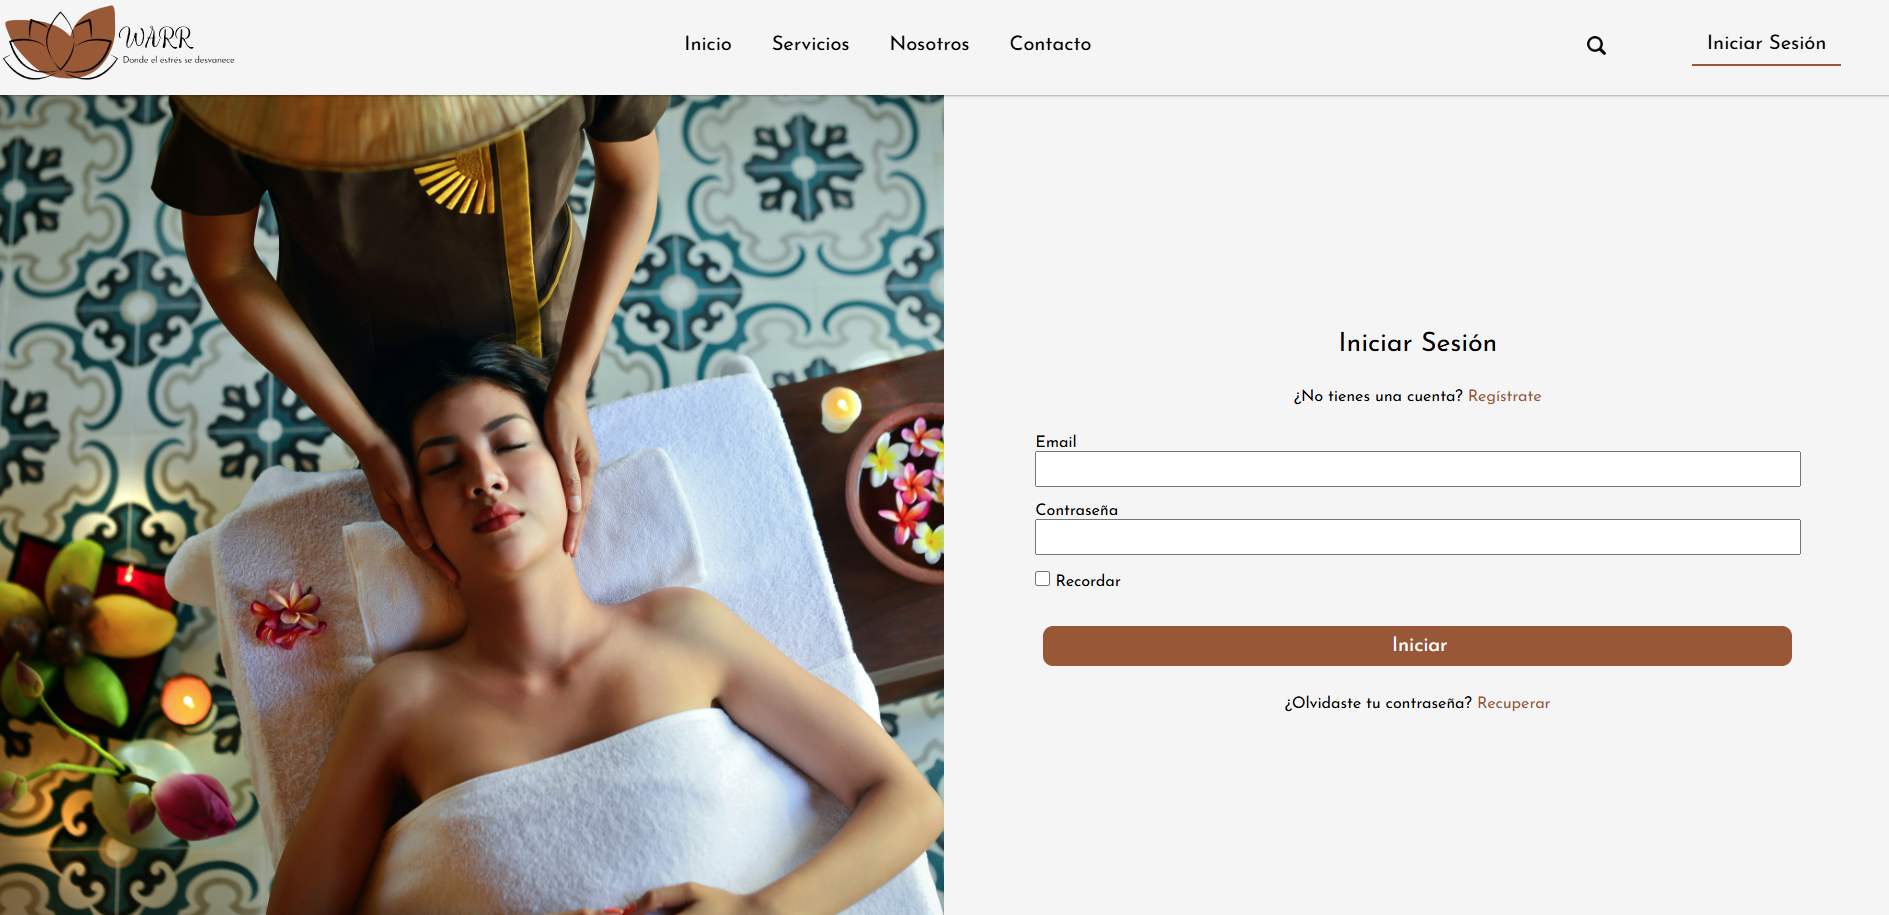 WARR
Donde el estrés se desvanece
Inicio Servicios Nosotros Contacto
Iniciar Sesión
Iniciar Sesión
¿No tienes una cuenta? Regístrate
Email
Contraseña
Recordar
Iniciar
¿Olvidaste tu contraseña? Recuperar